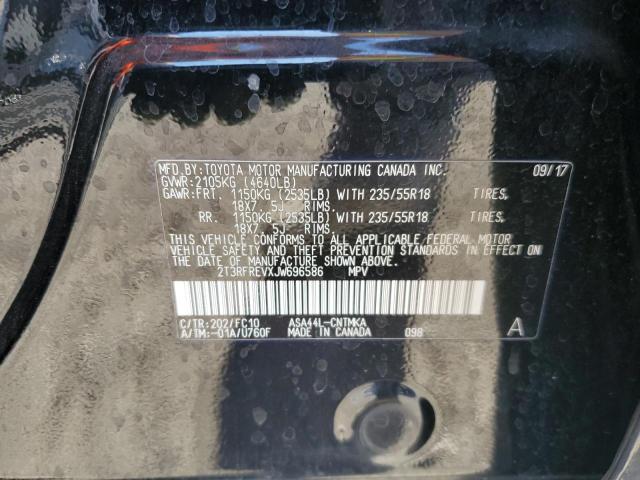 MFD.BY:TOYOTA MOTOR MANUFACTURING CANADA INC. 09/17
GVWR:2105KG (4640LB)
GAWR:FRT. 1150KG (2535LB) WITH 235/55R18 TIRES,
18X7.5J RIMS.
RR. 1150KG (2535LB) WITH 235/55R18 TIRES,
18X7.5J RIMS.
THIS VEHICLE CONFORMS TO ALL APPLICABLE FEDERAL MOTOR
VEHICLE SAFETY AND THEFT PREVENTION STANDARDS IN EFFECT ON
THE DATE OF MANUFACTURE SHOWN ABOVE.
2T3RFREVXJW696586 MPV
C/TR:202/FC10 ASA44L-CNTMKA
A/TM:-01A/U760F MADE IN CANADA 098 A